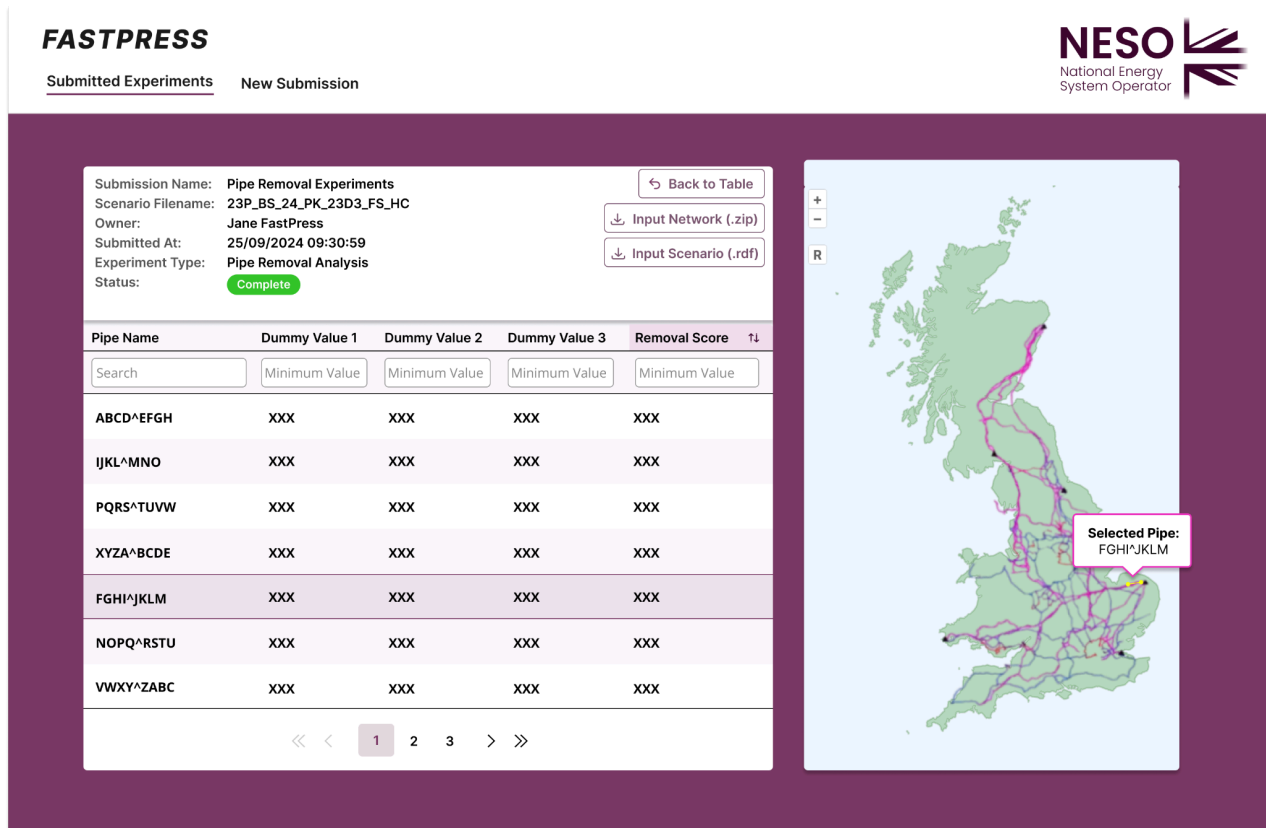 FASTPRESS
Submitted Experiments New Submission
NESO
National Energy
System Operator
Submission Name: Pipe Removal Experiments
Scenario Filename: 23P_BS_24_PK_23D3_FS_HC
Owner: Jane FastPress
Submitted At: 25/09/2024 09:30:59
Experiment Type: Pipe Removal Analysis
Status: Complete
Back to Table
Input Network (.zip)
Input Scenario (.rdf)
Pipe Name Dummy Value 1 Dummy Value 2 Dummy Value 3 Removal Score
Search Minimum Value Minimum Value Minimum Value Minimum Value
ABCD^EFGH XXX XXX XXX XXX
IJKL^MNO XXX XXX XXX XXX
PQRS^TUVW XXX XXX XXX XXX
XYZA^BCDE XXX XXX XXX XXX
FGHI^JKLM XXX XXX XXX XXX
NOPQ^RSTU XXX XXX XXX XXX
VWXY^ZABC XXX XXX XXX XXX
1 2 3
+
−
R
Selected Pipe:
FGHI^JKLM